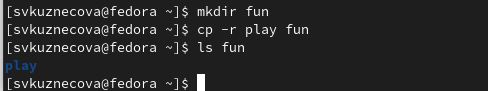 [svkuznecova@fedora ~]$ mkdir fun
[svkuznecova@fedora ~]$ cp -r play fun
[svkuznecova@fedora ~]$ ls fun
play
[svkuznecova@fedora ~]$